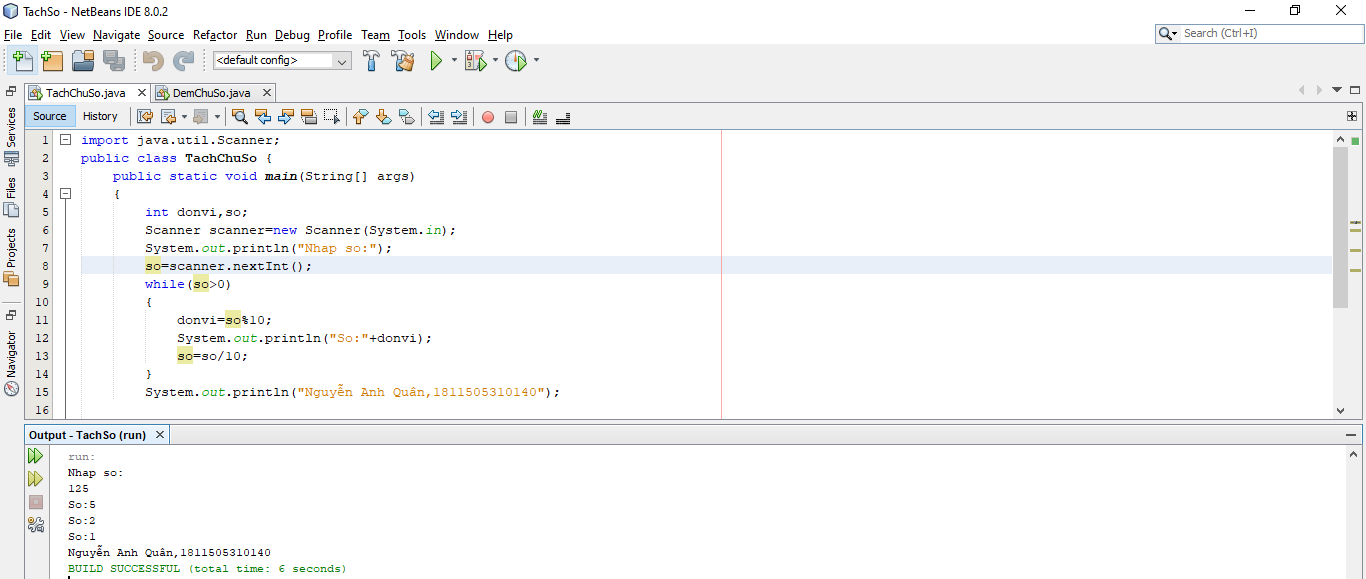 TachSo - NetBeans IDE 8.0.2
File Edit View Navigate Source Refactor Run Debug Profile Team Tools Window Help
Search (Ctrl+I)
<default config>
TachChuSo.java
DemChuSo.java
Source History
Services
Files
Projects
Navigator
1 import java.util.Scanner;
2 public class TachChuSo {
3 public static void main(String[] args)
4 {
5 int donvi,so;
6 Scanner scanner=new Scanner(System.in);
7 System.out.println("Nhap so:");
8 so=scanner.nextInt();
9 while(so>0)
10 {
11 donvi=so%10;
12 System.out.println("So:"+donvi);
13 so=so/10;
14 }
15 System.out.println("Nguyễn Anh Quân,1811505310140");
16
Output - TachSo (run)
run:
Nhap so:
125
So:5
So:2
So:1
Nguyễn Anh Quân,1811505310140
BUILD SUCCESSFUL (total time: 6 seconds)